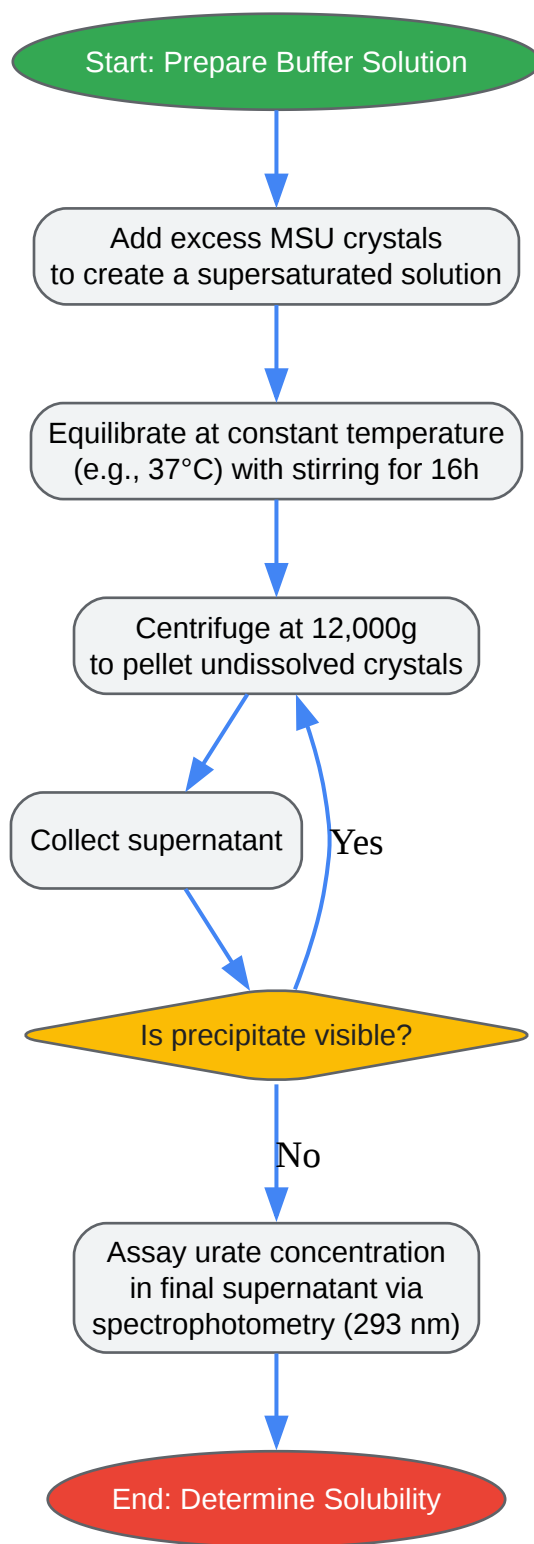 Start: Prepare Buffer Solution
Add excess MSU crystals
to create a supersaturated solution
Equilibrate at constant temperature
(e.g., 37°C) with stirring for 16h
Centrifuge at 12,000g
to pellet undissolved crystals
Collect supernatant
Yes
Is precipitate visible?
No
Assay urate concentration
in final supernatant via
spectrophotometry (293 nm)
End: Determine Solubility